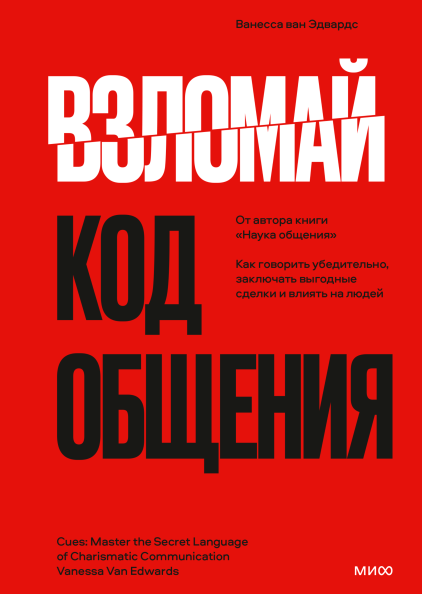 Ванесса ван Эдвардс
ВЗЛОМАЙ
КОД
От автора книги
«Наука общения»
Как говорить убедительно,
заключать выгодные
сделки и влиять на людей
ОБЩЕНИЯ
Cues: Master the Secret Language
of Charismatic Communication
Vanessa Van Edwards
МИФ